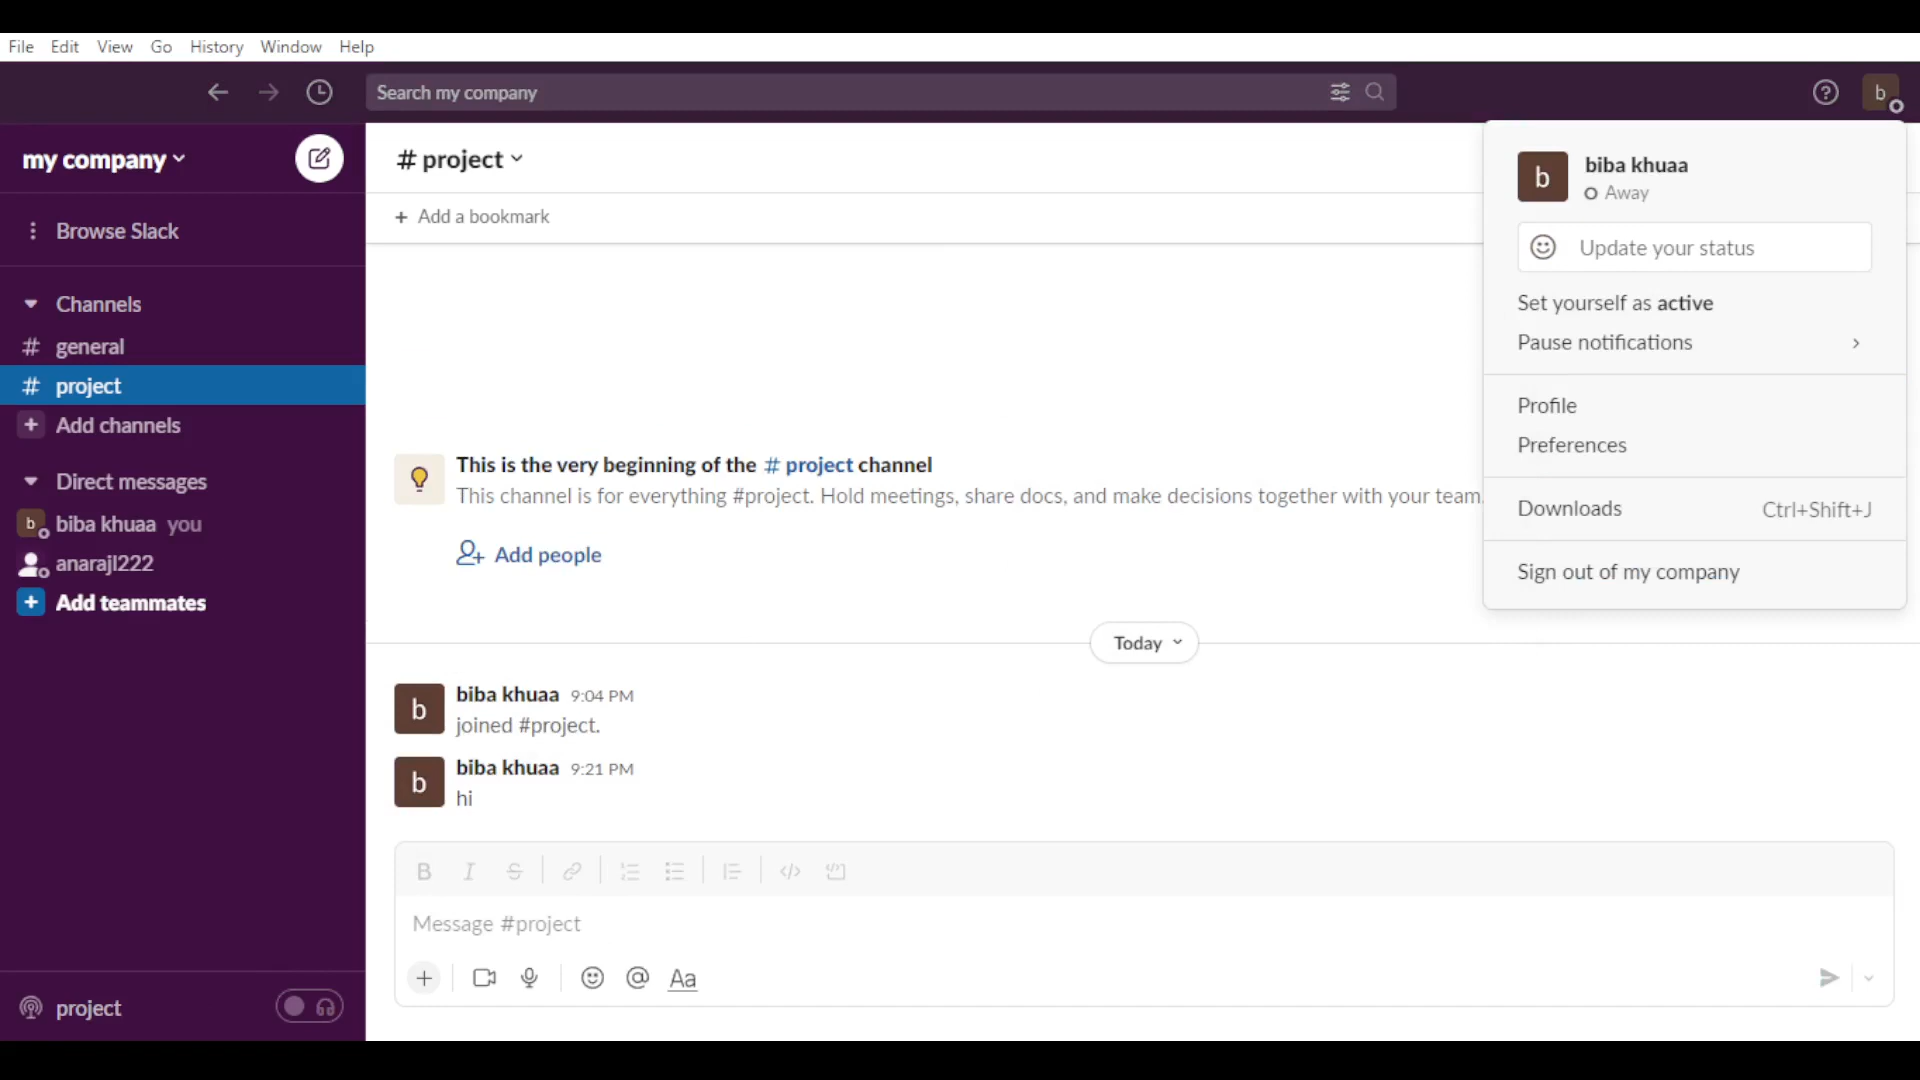 File Edit View Go History Window Help
Search my company
b
my company
# project
Browse Slack
+ Add a bookmark
Channels
# general
# project
+ Add channels
Direct messages
b biba khuaa you
anarajl222
+ Add teammates
project
This is the very beginning of the # project channel
This channel is for everything #project. Hold meetings, share docs, and make decisions together with your team.
Add people
Today
b
biba khuaa 9:04 PM
joined #project.
b
biba khuaa 9:21 PM
hi
B I S
Message #project
+ @ Aa
b
biba khuaa
Away
Update your status
Set yourself as active
Pause notifications
Profile
Preferences
Downloads Ctrl+Shift+J
Sign out of my company